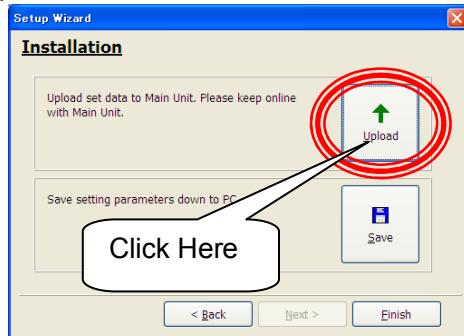 Setup Wizard
Installation
Upload set data to Main Unit. Please keep online
with Main Unit.
Upload
Save setting parameters down to PC
Save
Click Here
< Back
Next >
Finish